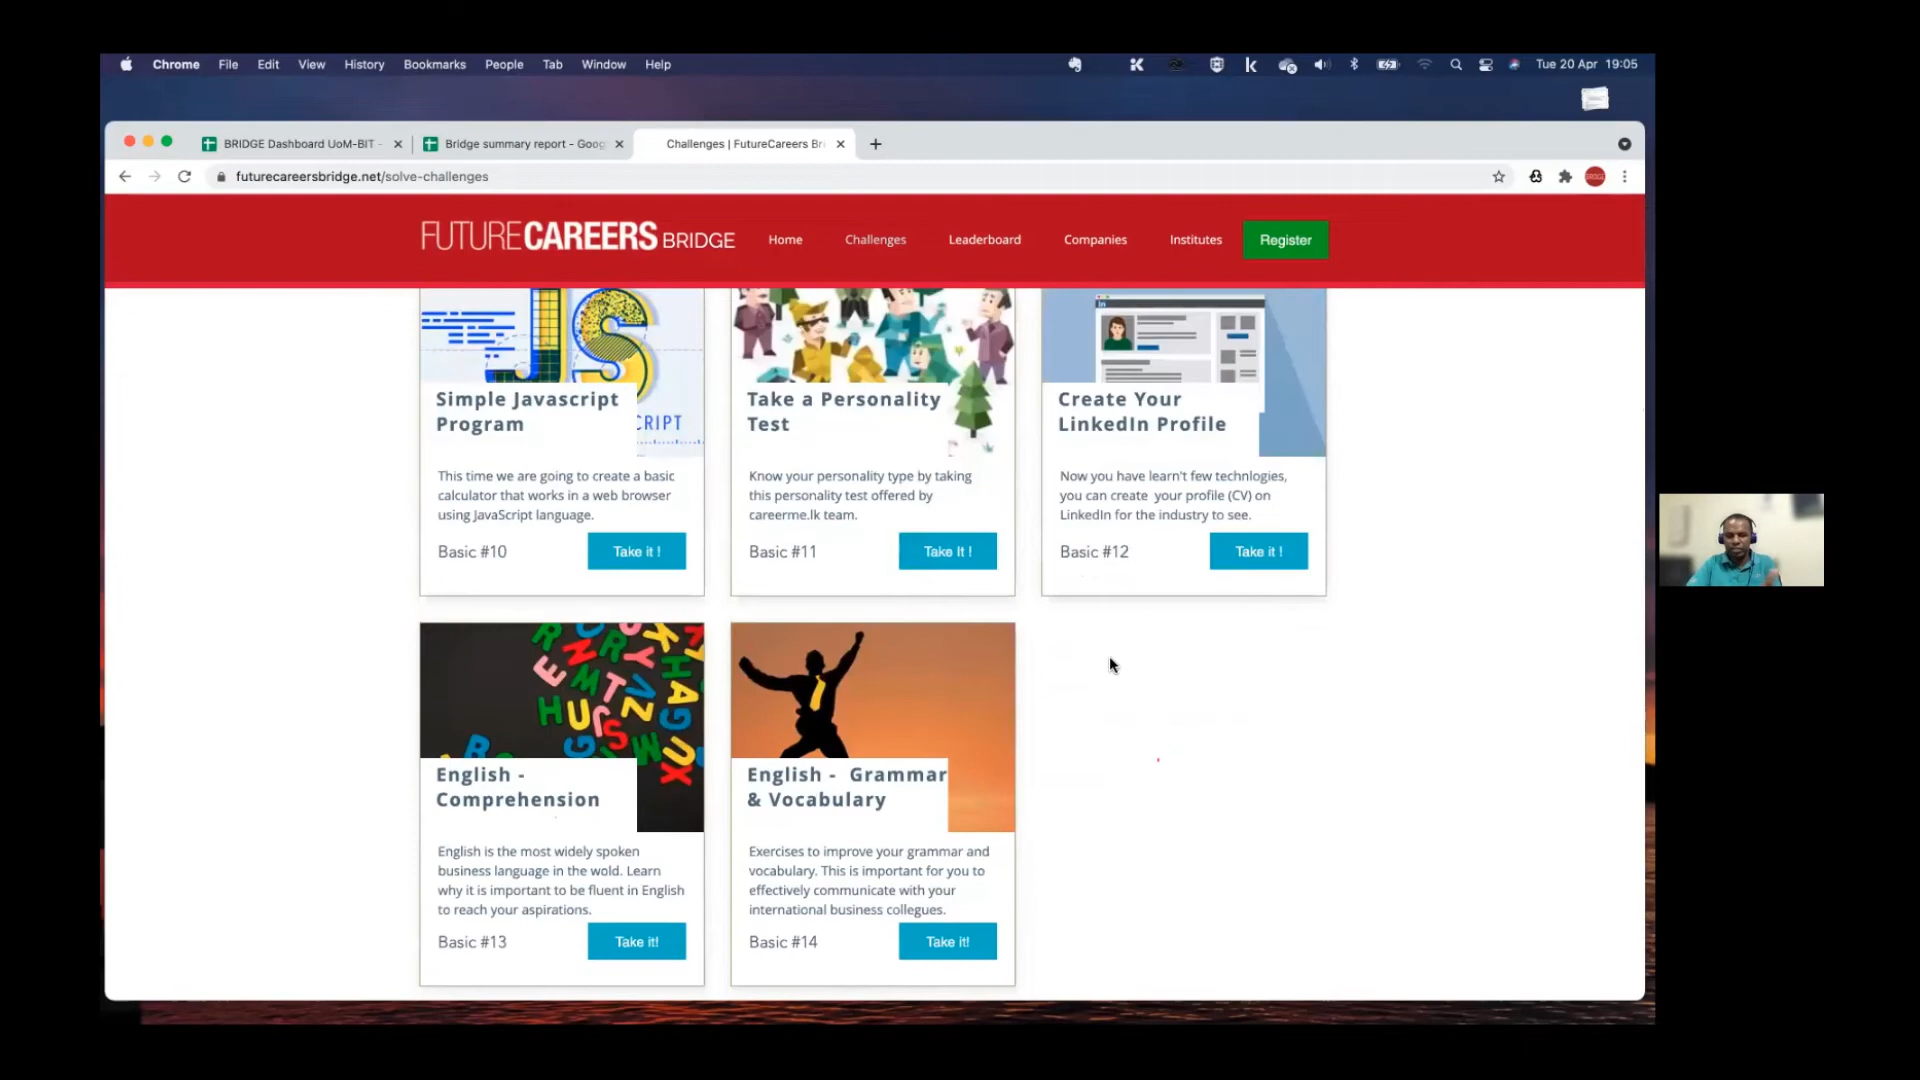 Chrome File Edit View History Bookmarks People Tab Window Help Tue 20 Apr 19:05
BRIDGE Dashboard UoM-BIT - Bridge summary report - Goog Challenges | FutureCareers Br
futurecareersbridge.net/solve-challenges
FUTURECAREERS BRIDGE Home Challenges Leaderboard Companies Institutes Register
JS
CRIPT
Simple Javascript
Program
This time we are going to create a basic
calculator that works in a web browser
using JavaScript language.
Basic #10 Take it !
Take a Personality
Test
Know your personality type by taking
this personality test offered by
careerme.lk team.
Basic #11 Take It !
in
Create Your
LinkedIn Profile
Now you have learn't few technlogies,
you can create your profile (CV) on
LinkedIn for the industry to see.
Basic #12 Take it !
English -
Comprehension
English is the most widely spoken
business language in the wold. Learn
why it is important to be fluent in English
to reach your aspirations.
Basic #13 Take it!
English - Grammar
& Vocabulary
Exercises to improve your grammar and
vocabulary. This is important for you to
effectively communicate with your
international business collegues.
Basic #14 Take it!